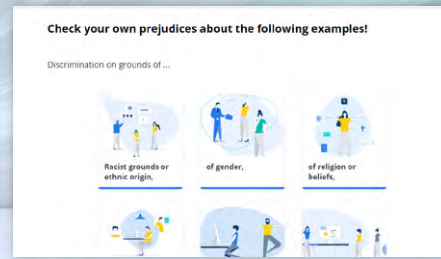 Check your own prejudices about the following examples!
Discrimination on grounds of ...
Racist grounds or
ethnic origin,
of gender,
of religion or
beliefs,